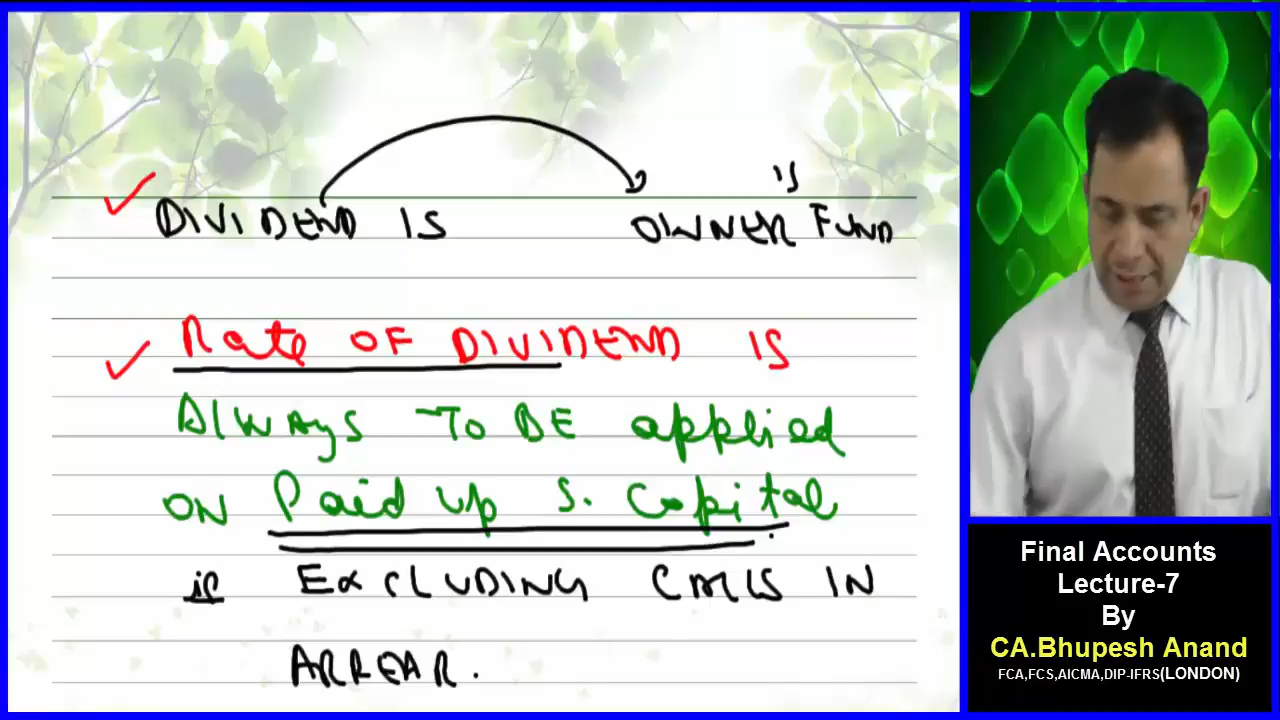 is
DIVIDEND IS OWNER FUND
Rate OF DIVIDEND IS
Always To BE applied
ON Paid up S. Capital
ie EXCLUDING CALLS IN
ARREAR.
Final Accounts
Lecture-7
By
CA.Bhupesh Anand
FCA,FCS,AICMA,DIP-IFRS(LONDON)